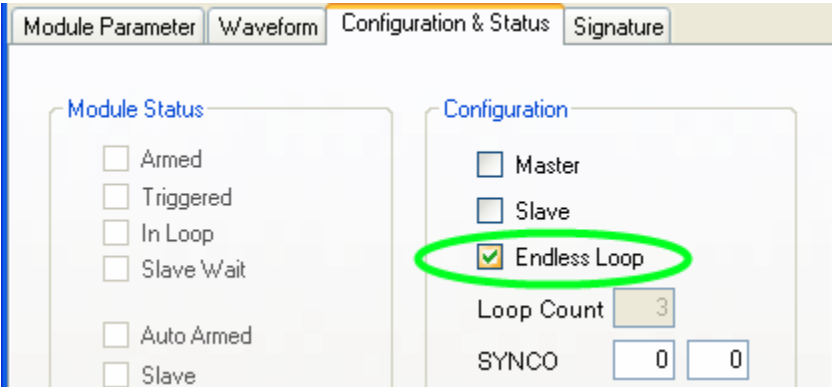 Module Parameter Waveform Configuration & Status Signature
Module Status
Armed
Triggered
In Loop
Slave Wait
Auto Armed
Slave
Configuration
Master
Slave
Endless Loop
Loop Count 3
SYNCO 0 0